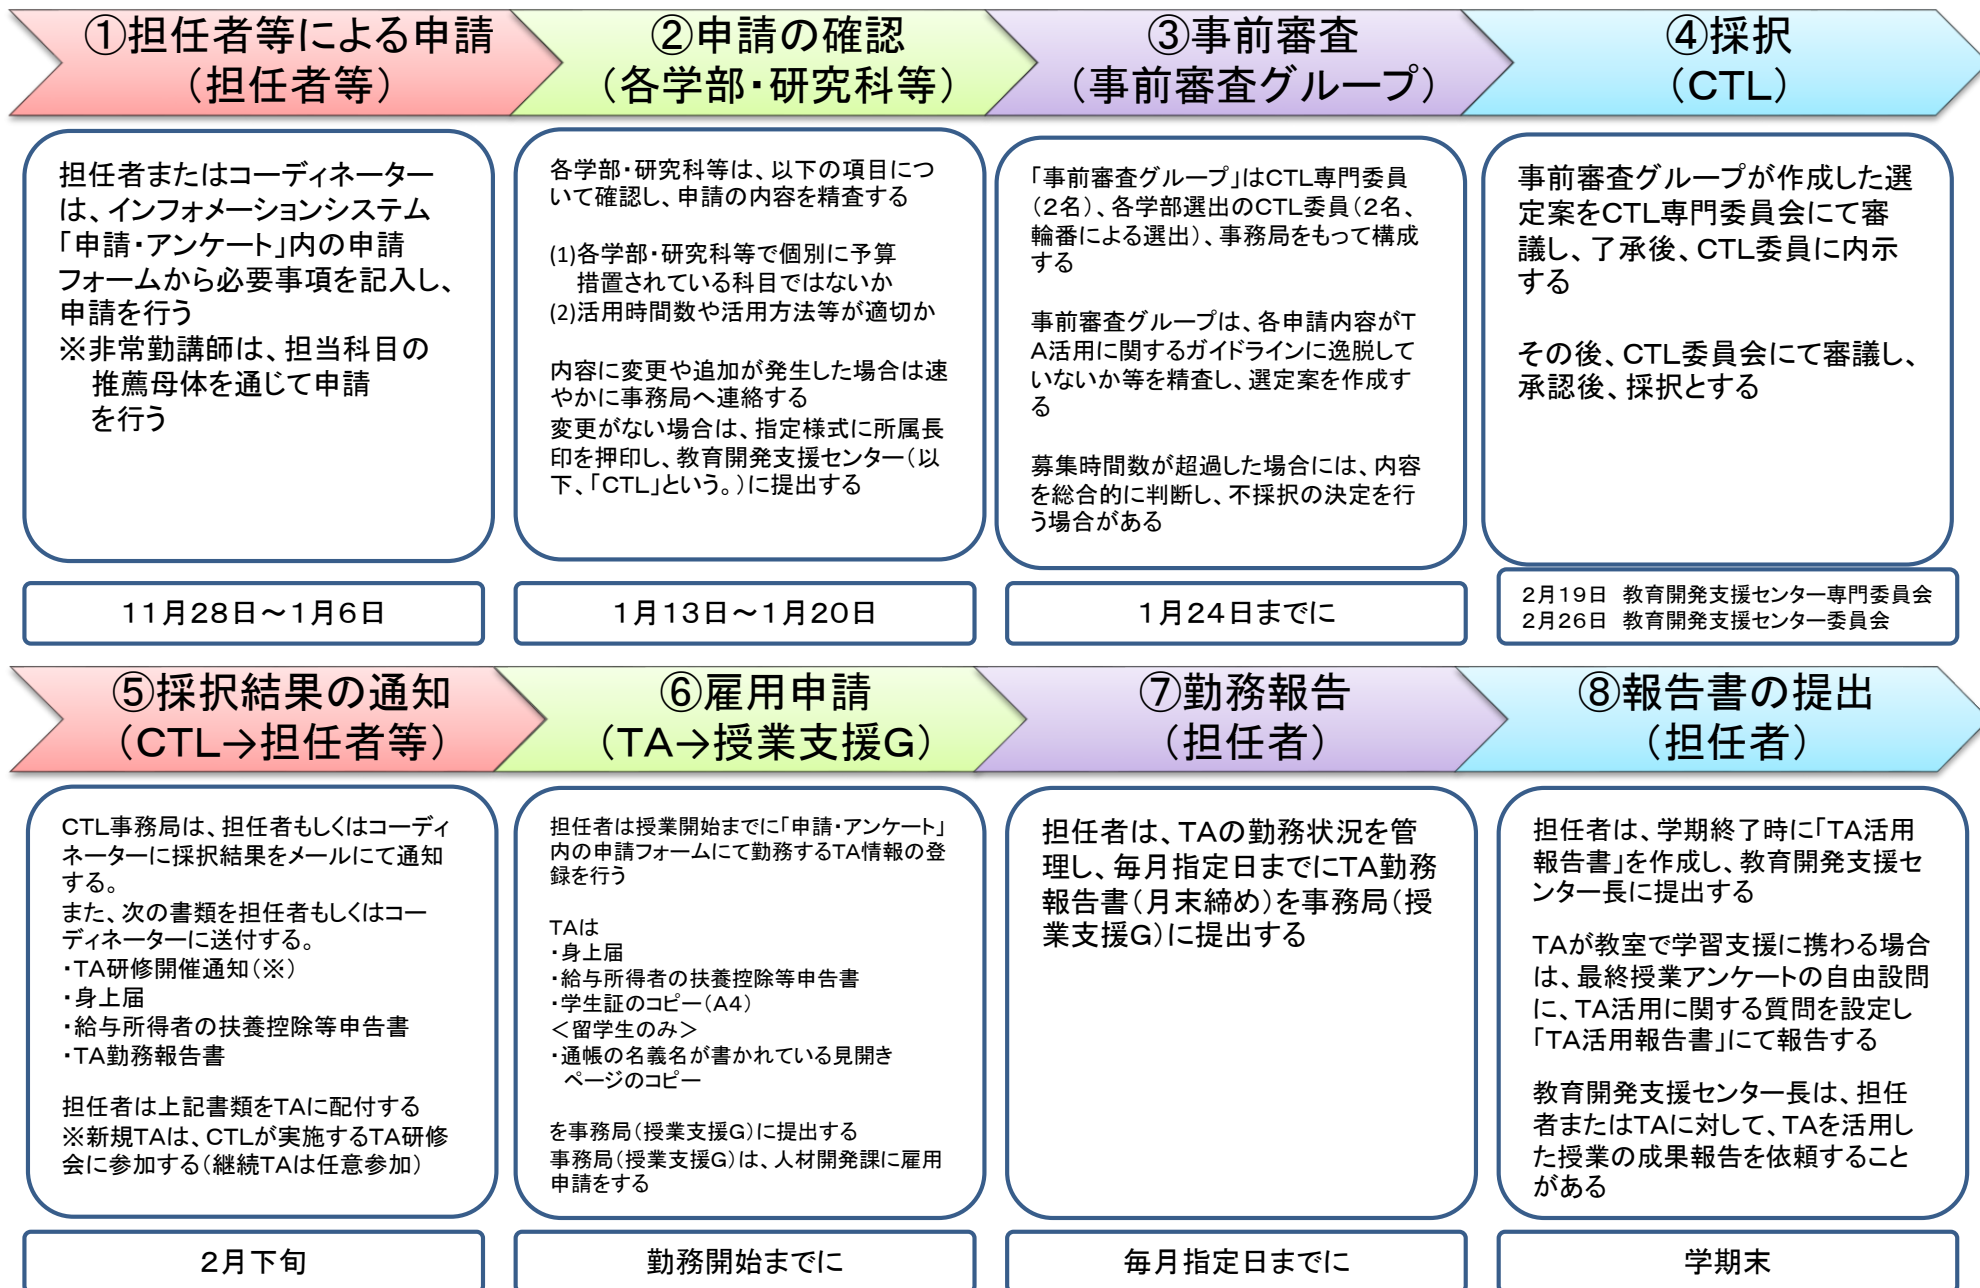 ①担任者等による申請
(担任者等)
②申請の確認
(各学部・研究科等)
③事前審査
(事前審査グループ)
④採択
(CTL)
担任者またはコーディネーター
は、インフォメーションシステム
「申請・アンケート」内の申請
フォームから必要事項を記入し、
申請を行う
※非常勤講師は、担当科目の
推薦母体を通じて申請
を行う
各学部・研究科等は、以下の項目につ
いて確認し、申請の内容を精査する
(1)各学部・研究科等で個別に予算
措置されている科目ではないか
(2)活用時間数や活用方法等が適切か
内容に変更や追加が発生した場合は速
やかに事務局へ連絡する
変更がない場合は、指定様式に所属長
印を押印し、教育開発支援センター(以
下、「CTL」という。)に提出する
「事前審査グループ」はCTL専門委員
(2名)、各学部選出のCTL委員(2名、
輪番による選出)、事務局をもって構成
する
事前審査グループは、各申請内容がT
A活用に関するガイドラインに逸脱して
いないか等を精査し、選定案を作成す
る
募集時間数が超過した場合には、内容
を総合的に判断し、不採択の決定を行
う場合がある
事前審査グループが作成した選
定案をCTL専門委員会にて審
議し、了承後、CTL委員に内示
する
その後、CTL委員会にて審議し、
承認後、採択とする
11月28日~1月6日
1月13日~1月20日
1月24日までに
2月19日 教育開発支援センター専門委員会
2月26日 教育開発支援センター委員会
⑤採択結果の通知
(CTL→担任者等)
⑥雇用申請
(TA→授業支援G)
⑦勤務報告
(担任者)
⑧報告書の提出
(担任者)
CTL事務局は、担任者もしくはコーディ
ネーターに採択結果をメールにて通知
する。
また、次の書類を担任者もしくはコー
ディネーターに送付する。
・TA研修開催通知(※)
・身上届
・給与所得者の扶養控除等申告書
・TA勤務報告書
担任者は上記書類をTAに配付する
※新規TAは、CTLが実施するTA研修
会に参加する(継続TAは任意参加)
担任者は授業開始までに「申請・アンケート」
内の申請フォームにて勤務するTA情報の登
録を行う
TAは
・身上届
・給与所得者の扶養控除等申告書
・学生証のコピー(A4)
<留学生のみ>
・通帳の名義名が書かれている見開き
ページのコピー
を事務局(授業支援G)に提出する
事務局(授業支援G)は、人材開発課に雇用
申請をする
担任者は、TAの勤務状況を管
理し、毎月指定日までにTA勤務
報告書(月末締め)を事務局(授
業支援G)に提出する
担任者は、学期終了時に「TA活用
報告書」を作成し、教育開発支援セ
ンター長に提出する
TAが教室で学習支援に携わる場合
は、最終授業アンケートの自由設問
に、TA活用に関する質問を設定し
「TA活用報告書」にて報告する
教育開発支援センター長は、担任
者またはTAに対して、TAを活用し
た授業の成果報告を依頼すること
がある
2月下旬
勤務開始までに
毎月指定日までに
学期末